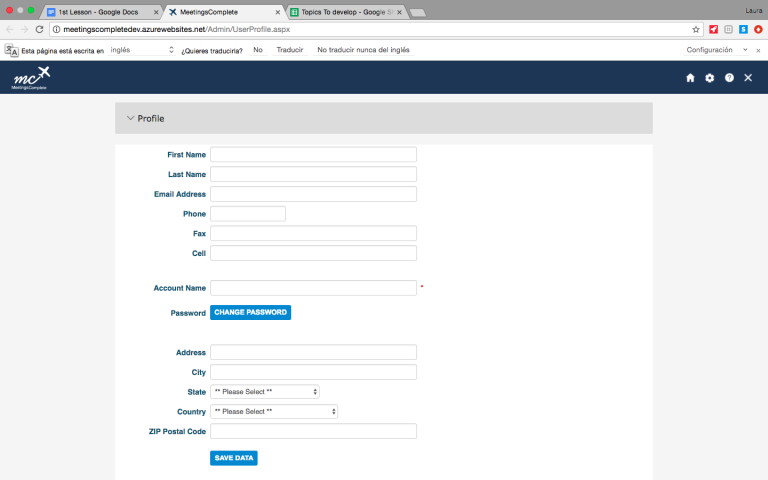 1st Lesson - Google Docs
MeetingsComplete
Topics To develop - Google
Laura
meetingscompletedev.azurewebsites.net/Admin/UserProfile.aspx
Esta página está escrita en inglés ¿Quieres traducirla? No Traducir No traducir nunca del inglés Configuración
mc
MeetingsComplete
Profile
First Name
Last Name
Email Address
Phone
Fax
Cell
Account Name *
Password CHANGE PASSWORD
Address
City
State ** Please Select **
Country ** Please Select **
ZIP Postal Code
SAVE DATA